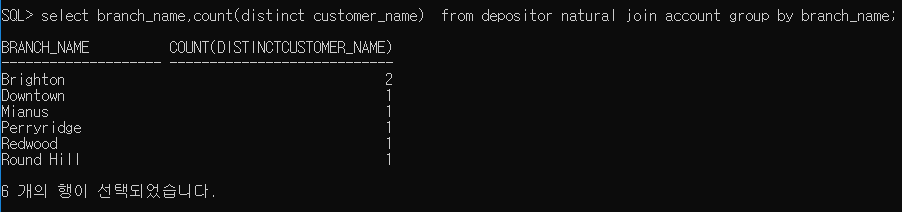 SQL> select branch_name,count(distinct customer_name)  from depositor natural join account group by branch_name;
BRANCH_NAME          COUNT(DISTINCTCUSTOMER_NAME)
-------------------- ----------------------------
Brighton                                        2
Downtown                                        1
Mianus                                          1
Perryridge                                      1
Redwood                                         1
Round Hill                                      1
6 개의 행이 선택되었습니다.